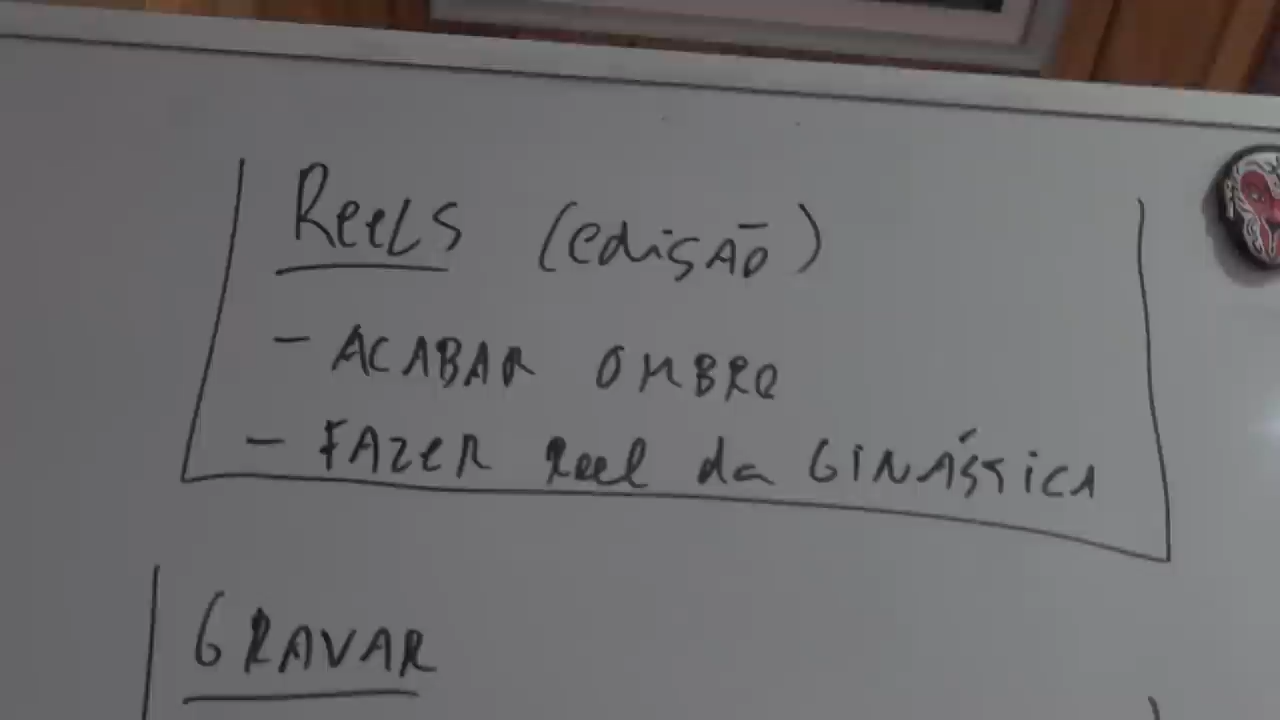 Reels (edisão)
- ACABAR OMBRO
- FAZER reel da GINÁSTICA
GRAVAR